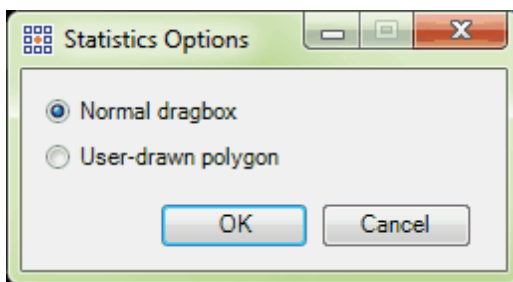 Statistics Options
Normal dragbox
User-drawn polygon
OK Cancel